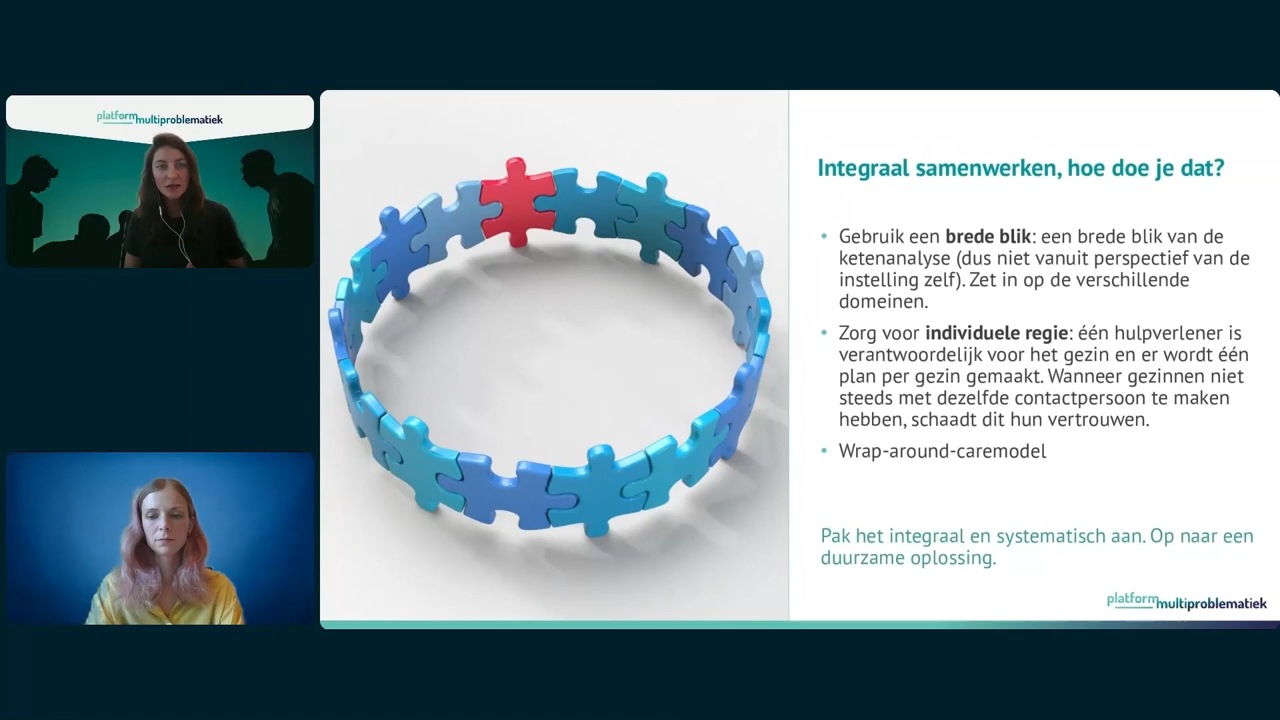 platform
multiproblematiek
Integraal samenwerken, hoe doe je dat?
• Gebruik een brede blik: een brede blik van de
ketenanalyse (dus niet vanuit perspectief van de
instelling zelf). Zet in op de verschillende
domeinen.
• Zorg voor individuele regie: één hulpverlener is
verantwoordelijk voor het gezin en er wordt één
plan per gezin gemaakt. Wanneer gezinnen niet
steeds met dezelfde contactpersoon te maken
hebben, schaadt dit hun vertrouwen.
• Wrap-around-caremodel
Pak het integraal en systematisch aan. Op naar een
duurzame oplossing.
platform
multiproblematiek